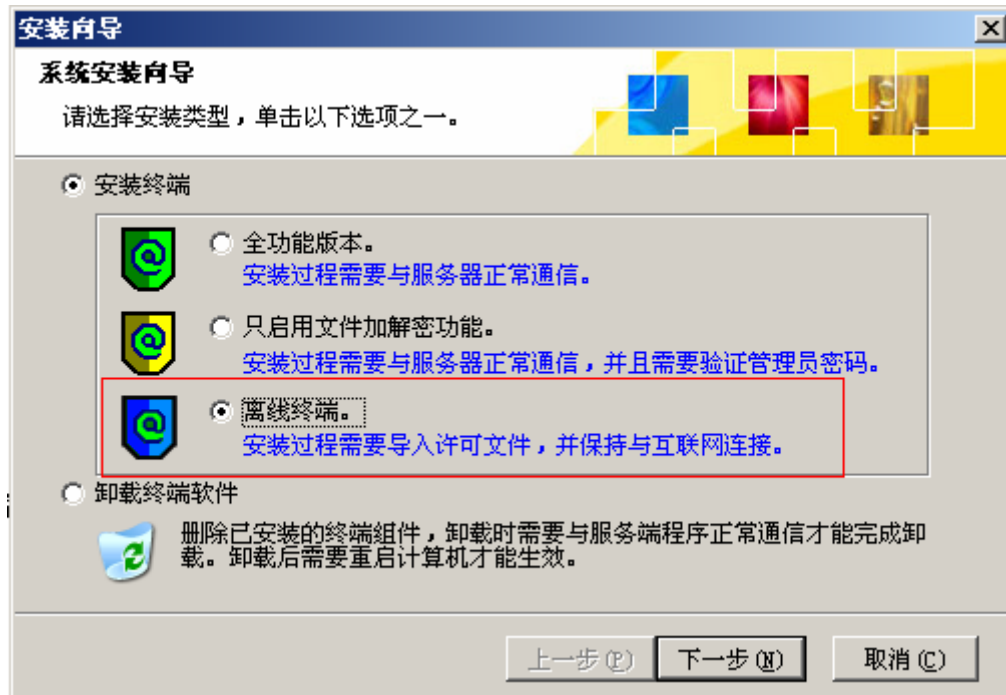 安装向导
系统安装向导
请选择安装类型，单击以下选项之一。
安装终端
全功能版本。
安装过程需要与服务器正常通信。
只启用文件加解密功能。
安装过程需要与服务器正常通信，并且需要验证管理员密码。
离线终端。
安装过程需要导入许可文件，并保持与互联网连接。
卸载终端软件
删除已安装的终端组件，卸载时需要与服务端程序正常通信才能完成卸
载。卸载后需要重启计算机才能生效。
上一步(P) 下一步(N) 取消(C)